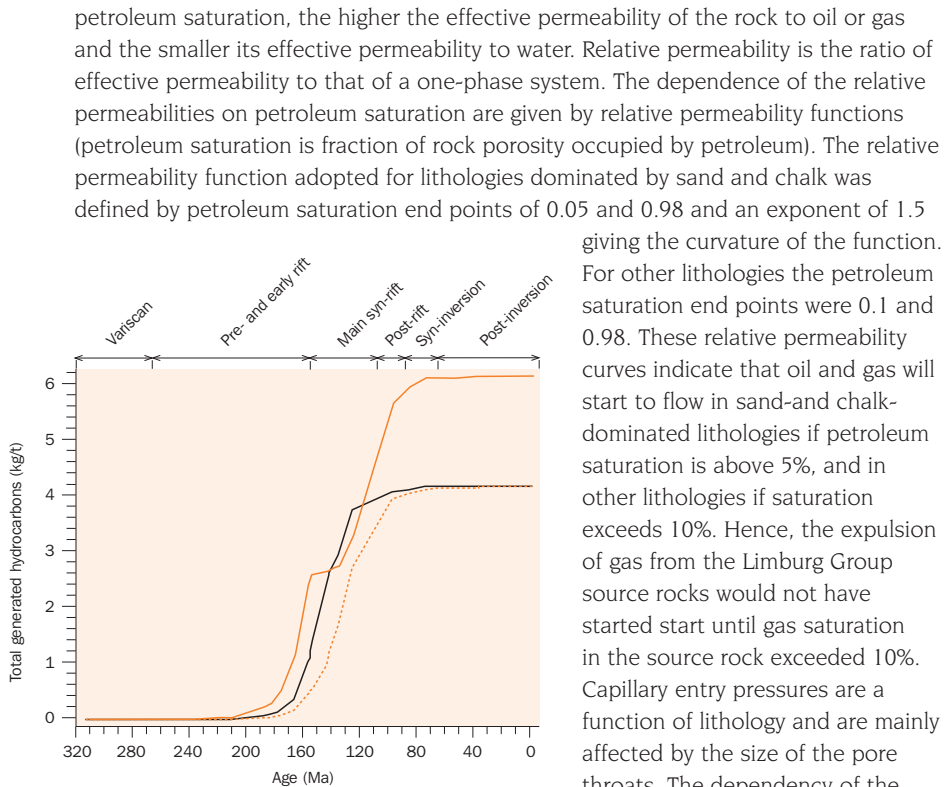 petroleum saturation, the higher the effective permeability of the rock to oil or gas
and the smaller its effective permeability to water. Relative permeability is the ratio of
effective permeability to that of a one-phase system. The dependence of the relative
permeabilities on petroleum saturation are given by relative permeability functions
(petroleum saturation is fraction of rock porosity occupied by petroleum). The relative
permeability function adopted for lithologies dominated by sand and chalk was
defined by petroleum saturation end points of 0.05 and 0.98 and an exponent of 1.5
giving the curvature of the function.
For other lithologies the petroleum
saturation end points were 0.1 and
0.98. These relative permeability
curves indicate that oil and gas will
start to flow in sand-and chalk-
dominated lithologies if petroleum
saturation is above 5%, and in
other lithologies if saturation
exceeds 10%. Hence, the expulsion
of gas from the Limburg Group
source rocks would not have
started start until gas saturation
in the source rock exceeded 10%.
Capillary entry pressures are a
function of lithology and are mainly
affected by the size of the pore
throats. The dependency of the
Variscan
Pre- and early rift
Main syn-rift
Post-rift
Syn-inversion
Post-inversion
Total generated hydrocarbons (kg/t)
6
5
4
3
2
1
0
320 280 240 200 160 120 80 40 0
Age (Ma)